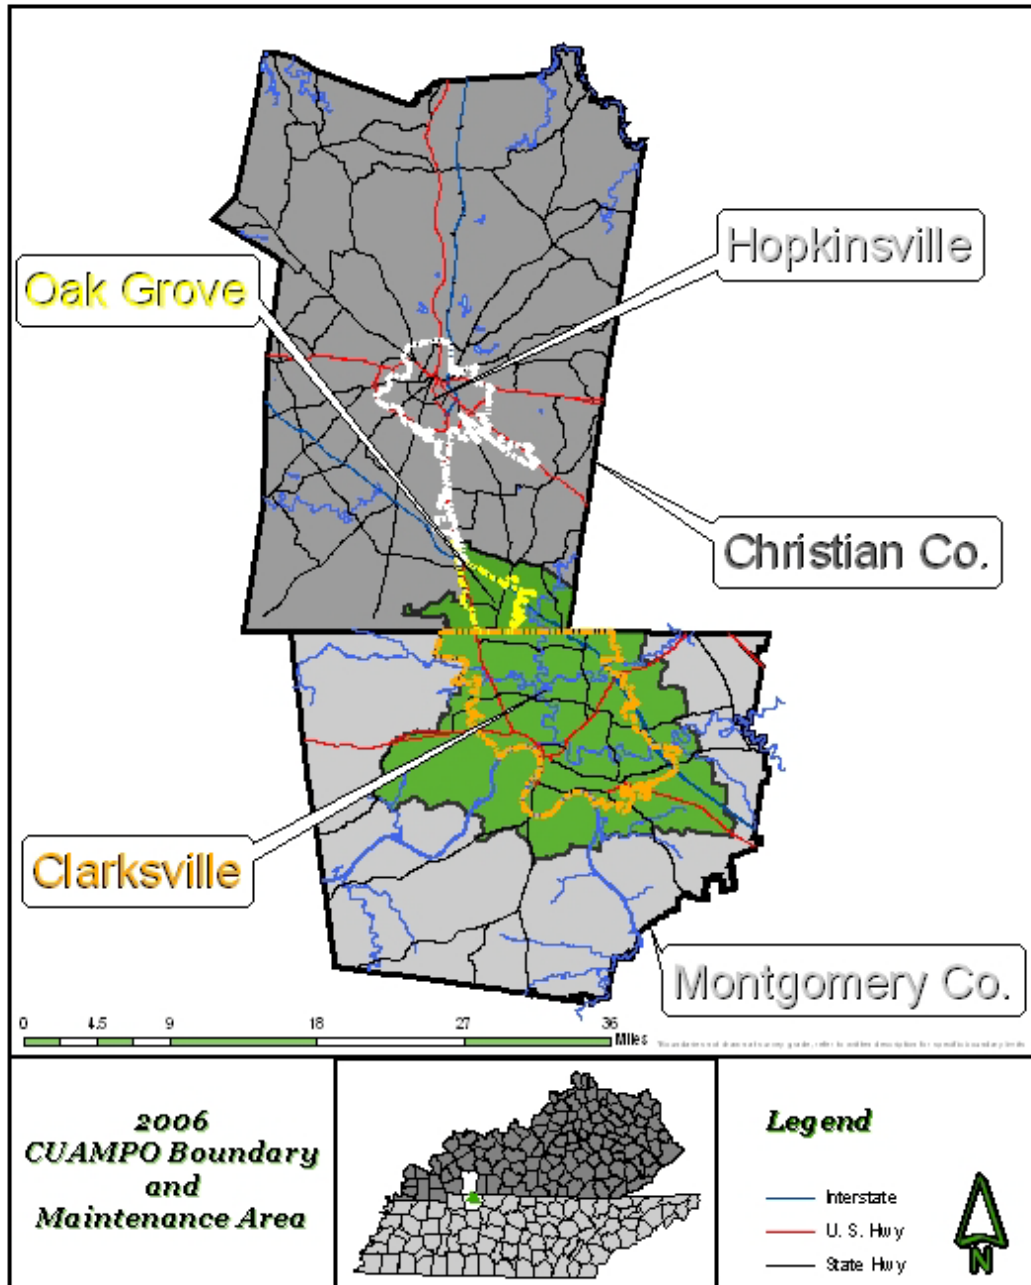 Hopkinsville
Oak Grove
Christian Co.
Clarksville
Montgomery Co.
0 4.5 9 18 27 36
Miles
2006
CUAMPO Boundary
and
Maintenance Area
Legend
Interstate
U. S. Hwy
State Hwy
N